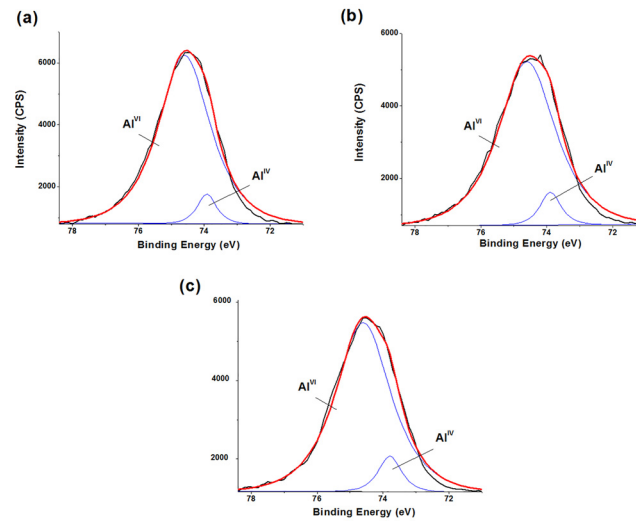 (a)
6000
4000
2000
Intensity (CPS)
Al^VI
Al^IV
78 76 74 72
Binding Energy (eV)
(b)
6000
4000
2000
Intensity (CPS)
Al^VI
Al^IV
78 76 74 72
Binding Energy (eV)
(c)
6000
4000
2000
Intensity (CPS)
Al^VI
Al^IV
78 76 74 72
Binding Energy (eV)